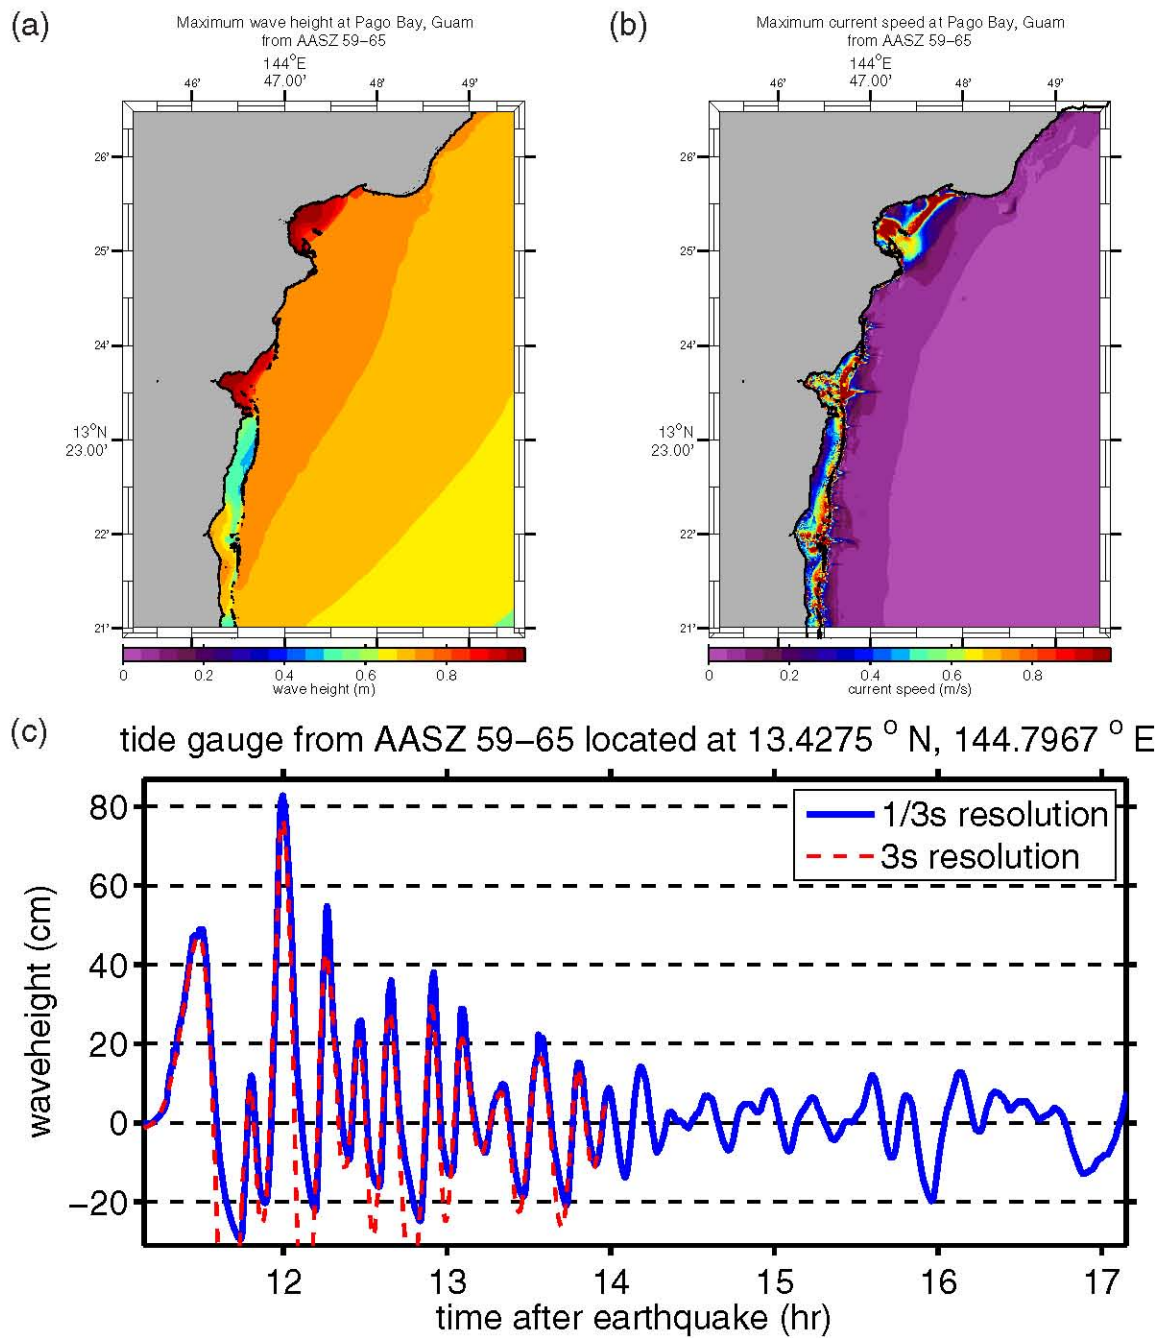 (a)
Maximum wave height at Pago Bay, Guam
from AASZ 59–65
144°E
46' 47.00' 48' 49'
26'
25'
24'
13°N
23.00'
22'
21'
0 0.2 0.4 0.6 0.8
wave height (m)
(b)
Maximum current speed at Pago Bay, Guam
from AASZ 59–65
144°E
46' 47.00' 48' 49'
26'
25'
24'
13°N
23.00'
22'
21'
0 0.2 0.4 0.6 0.8
current speed (m/s)
(c)
tide gauge from AASZ 59–65 located at 13.4275 ° N, 144.7967 ° E
1/3s resolution
3s resolution
80
60
40
20
0
−20
waveheight (cm)
12 13 14 15 16 17
time after earthquake (hr)